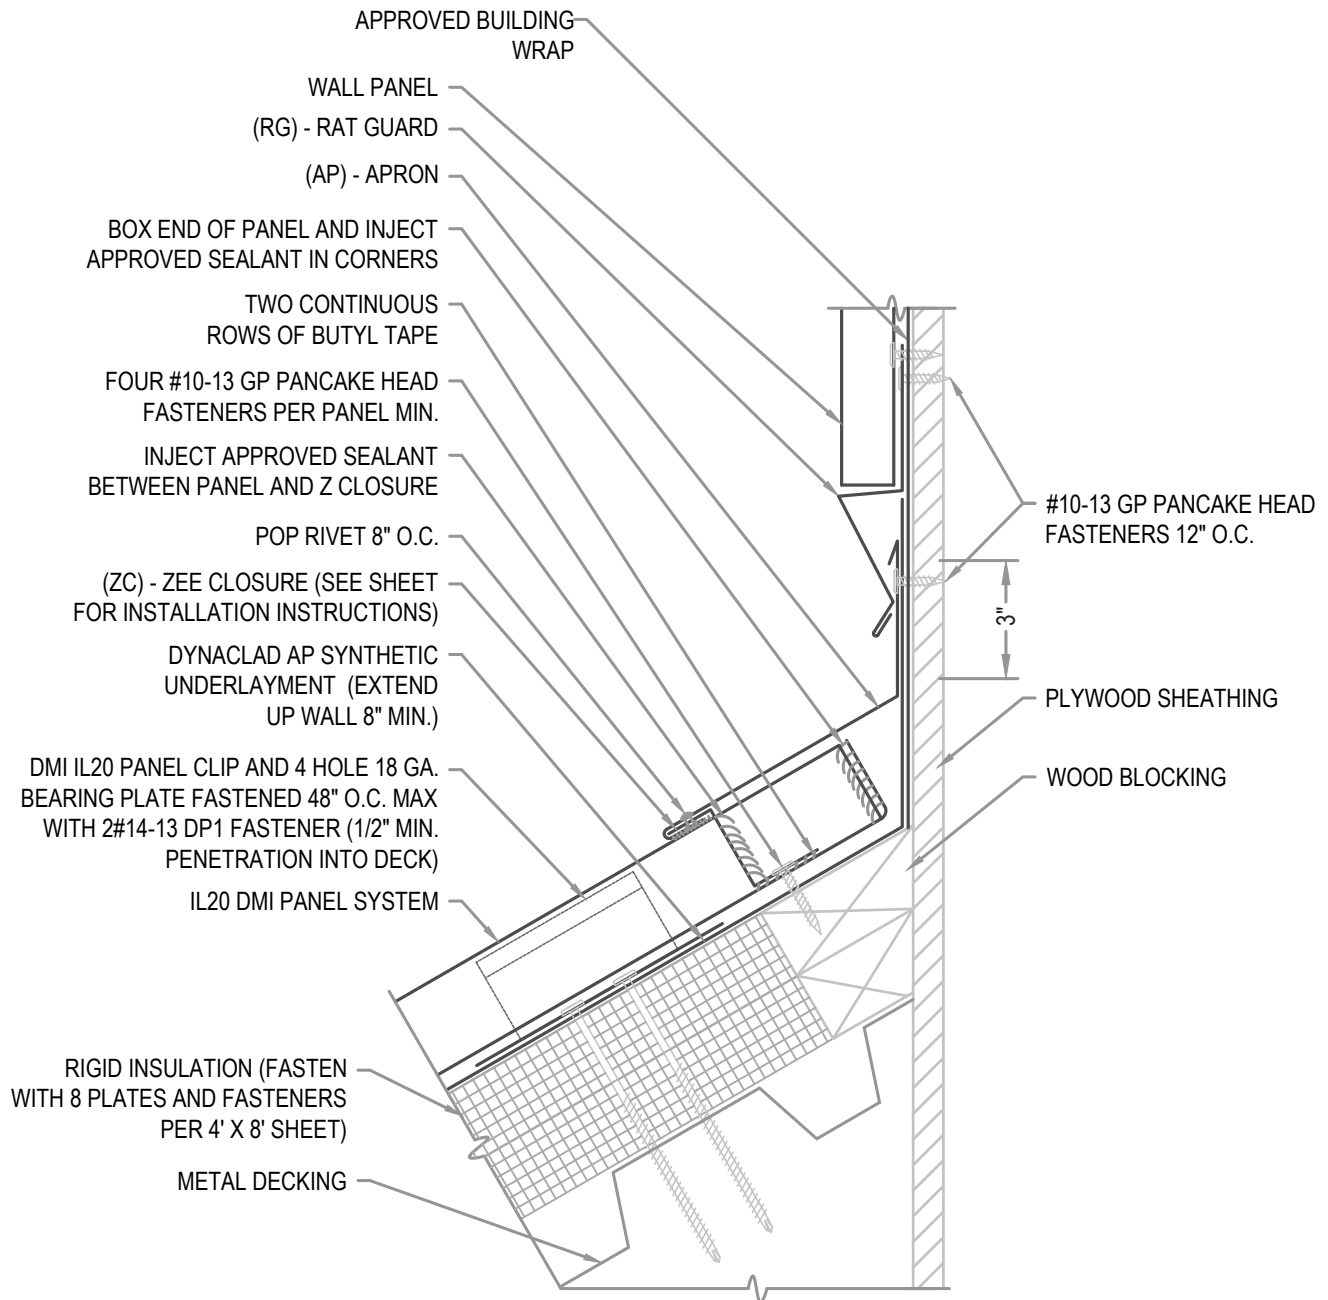 APPROVED BUILDING
WRAP
WALL PANEL
(RG) - RAT GUARD
(AP) - APRON
BOX END OF PANEL AND INJECT
APPROVED SEALANT IN CORNERS
TWO CONTINUOUS
ROWS OF BUTYL TAPE
FOUR #10-13 GP PANCAKE HEAD
FASTENERS PER PANEL MIN.
INJECT APPROVED SEALANT
BETWEEN PANEL AND Z CLOSURE
POP RIVET 8" O.C.
(ZC) - ZEE CLOSURE (SEE SHEET
FOR INSTALLATION INSTRUCTIONS)
DYNACLAD AP SYNTHETIC
UNDERLAYMENT (EXTEND
UP WALL 8" MIN.)
DMI IL20 PANEL CLIP AND 4 HOLE 18 GA.
BEARING PLATE FASTENED 48" O.C. MAX
WITH 2#14-13 DP1 FASTENER (1/2" MIN.
PENETRATION INTO DECK)
IL20 DMI PANEL SYSTEM
RIGID INSULATION (FASTEN
WITH 8 PLATES AND FASTENERS
PER 4' X 8' SHEET)
METAL DECKING
#10-13 GP PANCAKE HEAD
FASTENERS 12" O.C.
3"
PLYWOOD SHEATHING
WOOD BLOCKING